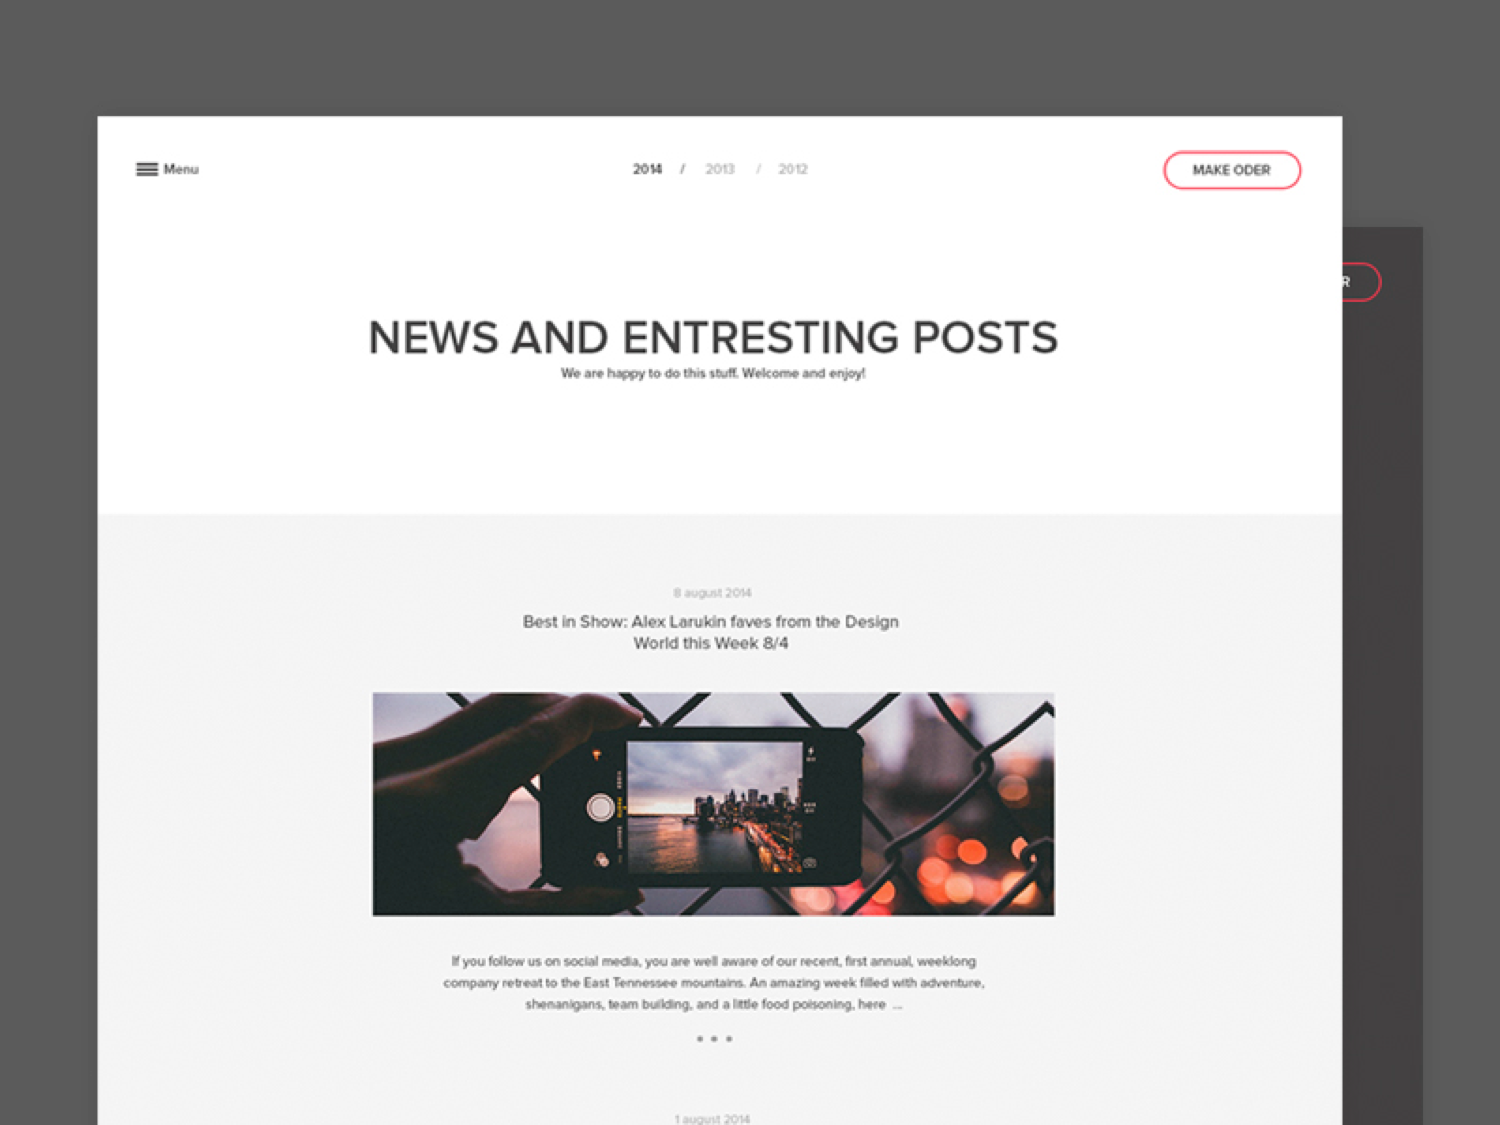 Menu
2014 / 2013 / 2012
MAKE ODER
R
NEWS AND ENTRESTING POSTS
We are happy to do this stuff. Welcome and enjoy!
8 august 2014
Best in Show: Alex Larukin faves from the Design
World this Week 8/4
If you follow us on social media, you are well aware of our recent, first annual, weeklong
company retreat to the East Tennessee mountains. An amazing week filled with adventure,
shenanigans, team building, and a little food poisoning, here ...
1 august 2014